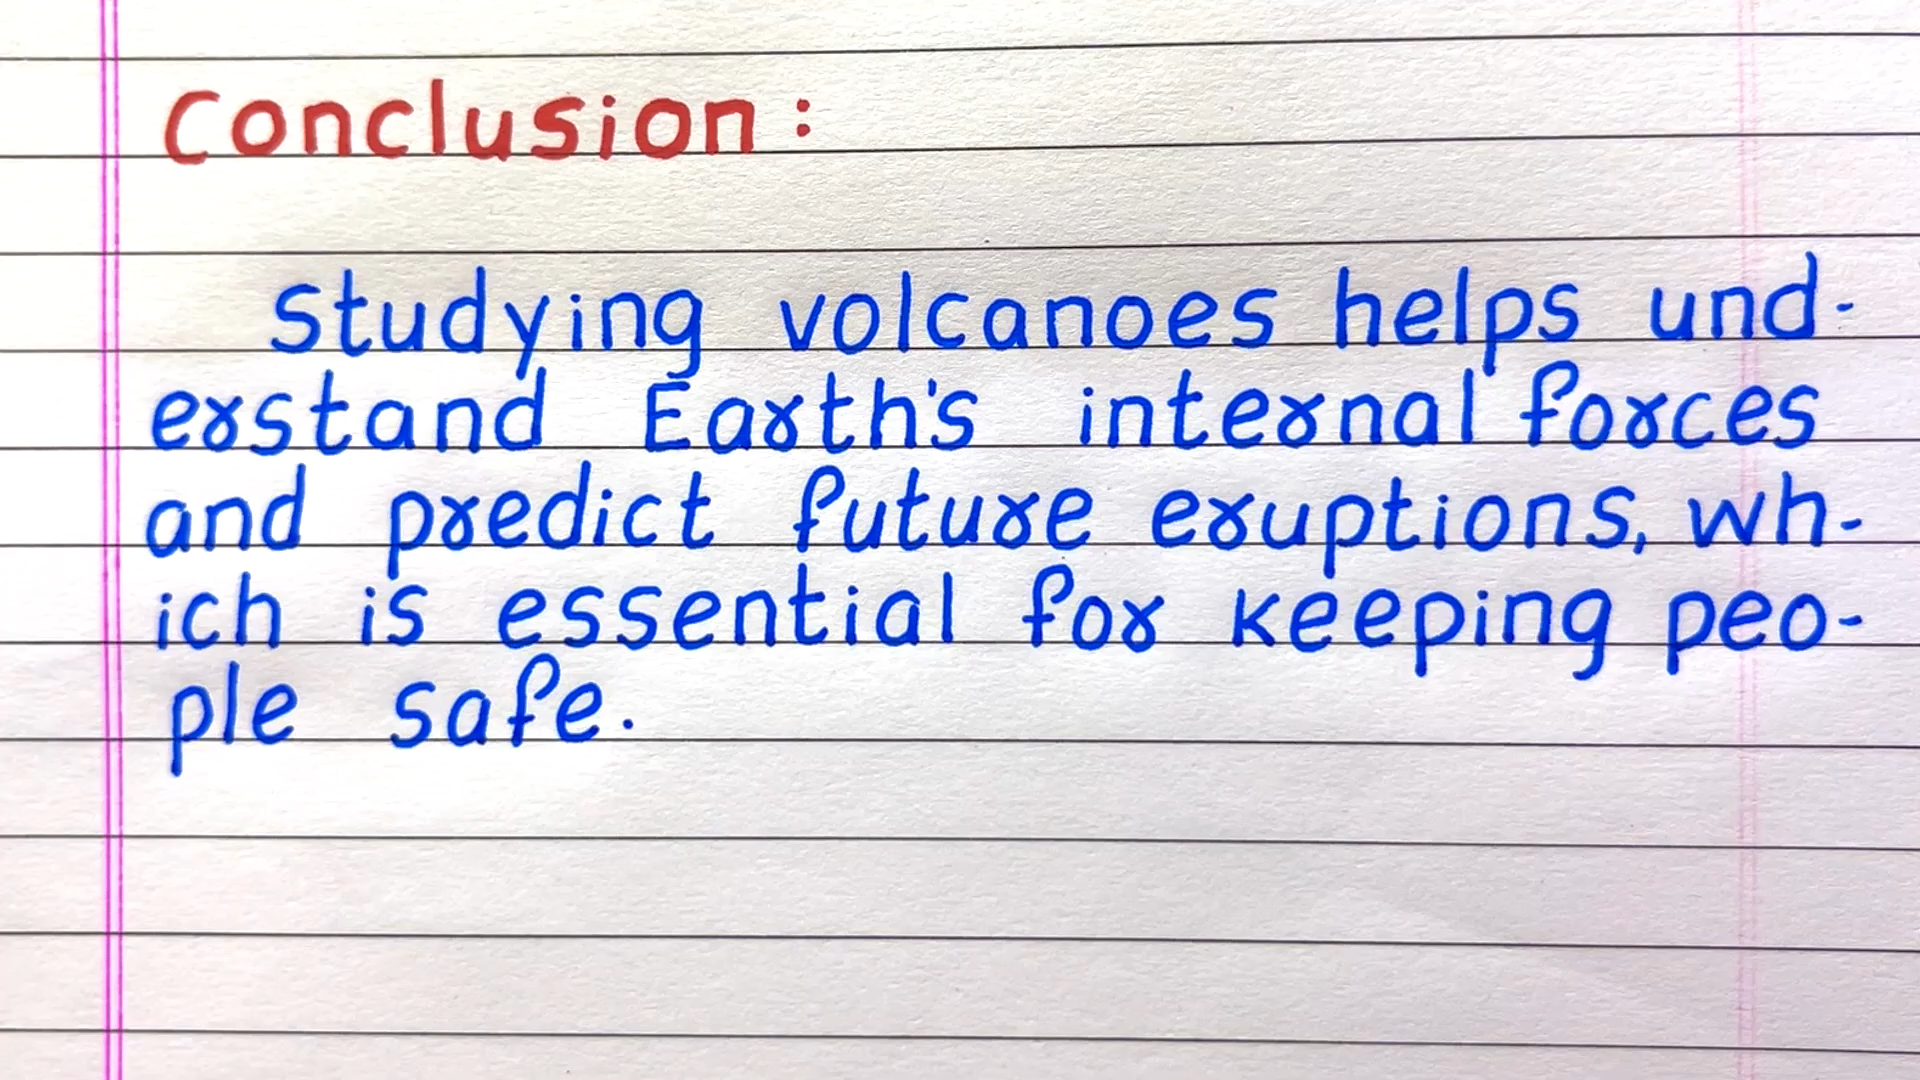 Conclusion :
Studying volcanoes helps und-
erstand Earth's internal forces
and predict future eruptions, wh-
ich is essential for keeping peo-
ple safe.